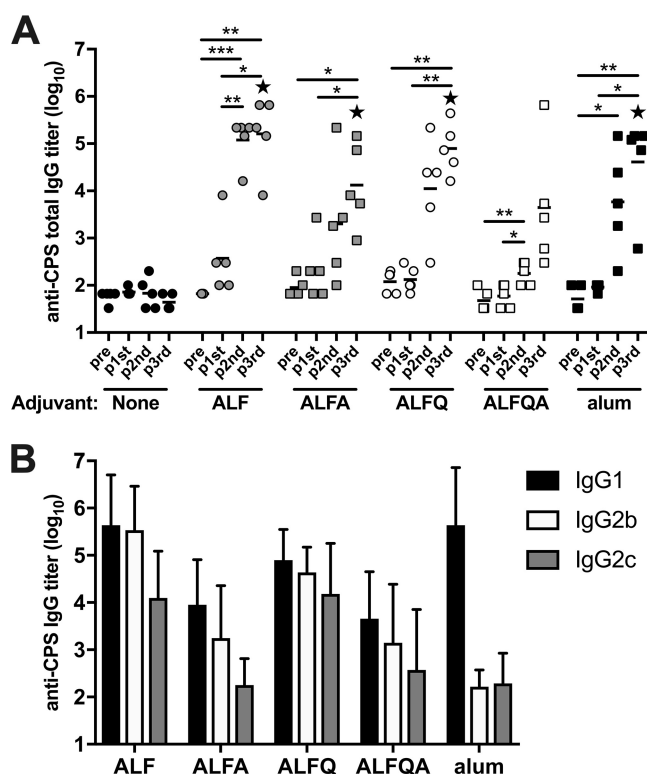 A
** 
*** * 
**
* 
*
**
**
**
*
**
*
*
anti-CPS total IgG titer (log10)
7
6
5
4
3
2
1
pre p1st p2nd p3rd pre p1st p2nd p3rd pre p1st p2nd p3rd pre p1st p2nd p3rd pre p1st p2nd p3rd pre p1st p2nd p3rd
Adjuvant: None ALF ALFA ALFQ ALFQA alum
B
anti-CPS IgG titer (log10)
7
6
5
4
3
2
1
IgG1
IgG2b
IgG2c
ALF ALFA ALFQ ALFQA alum